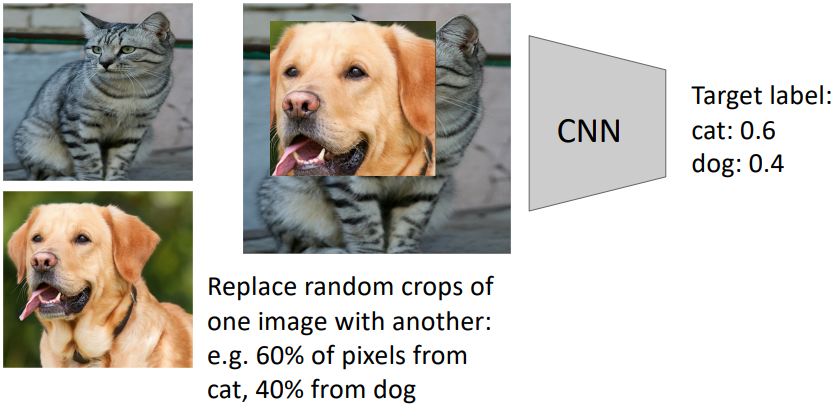 CNN
Target label:
cat: 0.6
dog: 0.4
Replace random crops of
one image with another:
e.g. 60% of pixels from
cat, 40% from dog